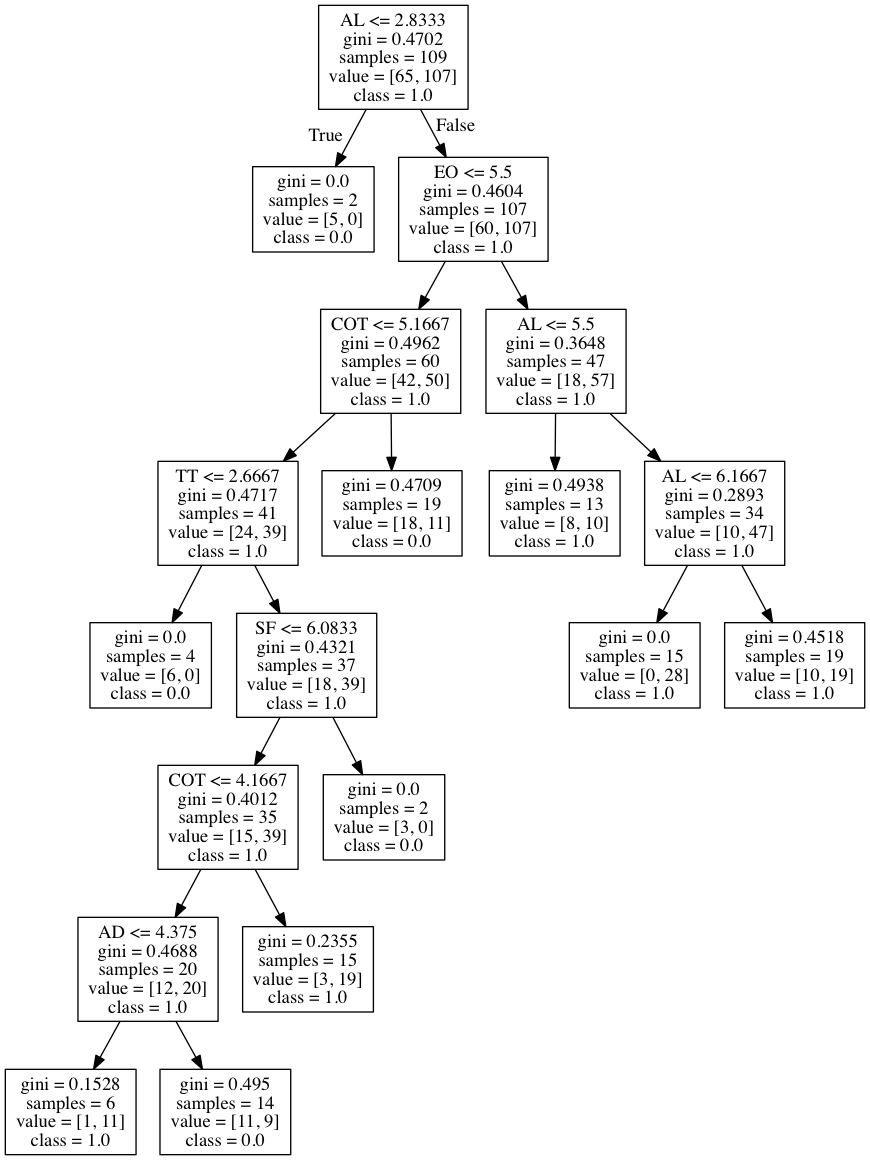 AL <= 2.8333
gini = 0.4702
samples = 109
value = [65, 107]
class = 1.0
True
False
gini = 0.0
samples = 2
value = [5, 0]
class = 0.0
EO <= 5.5
gini = 0.4604
samples = 107
value = [60, 107]
class = 1.0
COT <= 5.1667
gini = 0.4962
samples = 60
value = [42, 50]
class = 1.0
AL <= 5.5
gini = 0.3648
samples = 47
value = [18, 57]
class = 1.0
TT <= 2.6667
gini = 0.4717
samples = 41
value = [24, 39]
class = 1.0
gini = 0.4709
samples = 19
value = [18, 11]
class = 0.0
gini = 0.4938
samples = 13
value = [8, 10]
class = 1.0
AL <= 6.1667
gini = 0.2893
samples = 34
value = [10, 47]
class = 1.0
gini = 0.0
samples = 4
value = [6, 0]
class = 0.0
SF <= 6.0833
gini = 0.4321
samples = 37
value = [18, 39]
class = 1.0
gini = 0.0
samples = 15
value = [0, 28]
class = 1.0
gini = 0.4518
samples = 19
value = [10, 19]
class = 1.0
COT <= 4.1667
gini = 0.4012
samples = 35
value = [15, 39]
class = 1.0
gini = 0.0
samples = 2
value = [3, 0]
class = 0.0
AD <= 4.375
gini = 0.4688
samples = 20
value = [12, 20]
class = 1.0
gini = 0.2355
samples = 15
value = [3, 19]
class = 1.0
gini = 0.1528
samples = 6
value = [1, 11]
class = 1.0
gini = 0.495
samples = 14
value = [11, 9]
class = 0.0